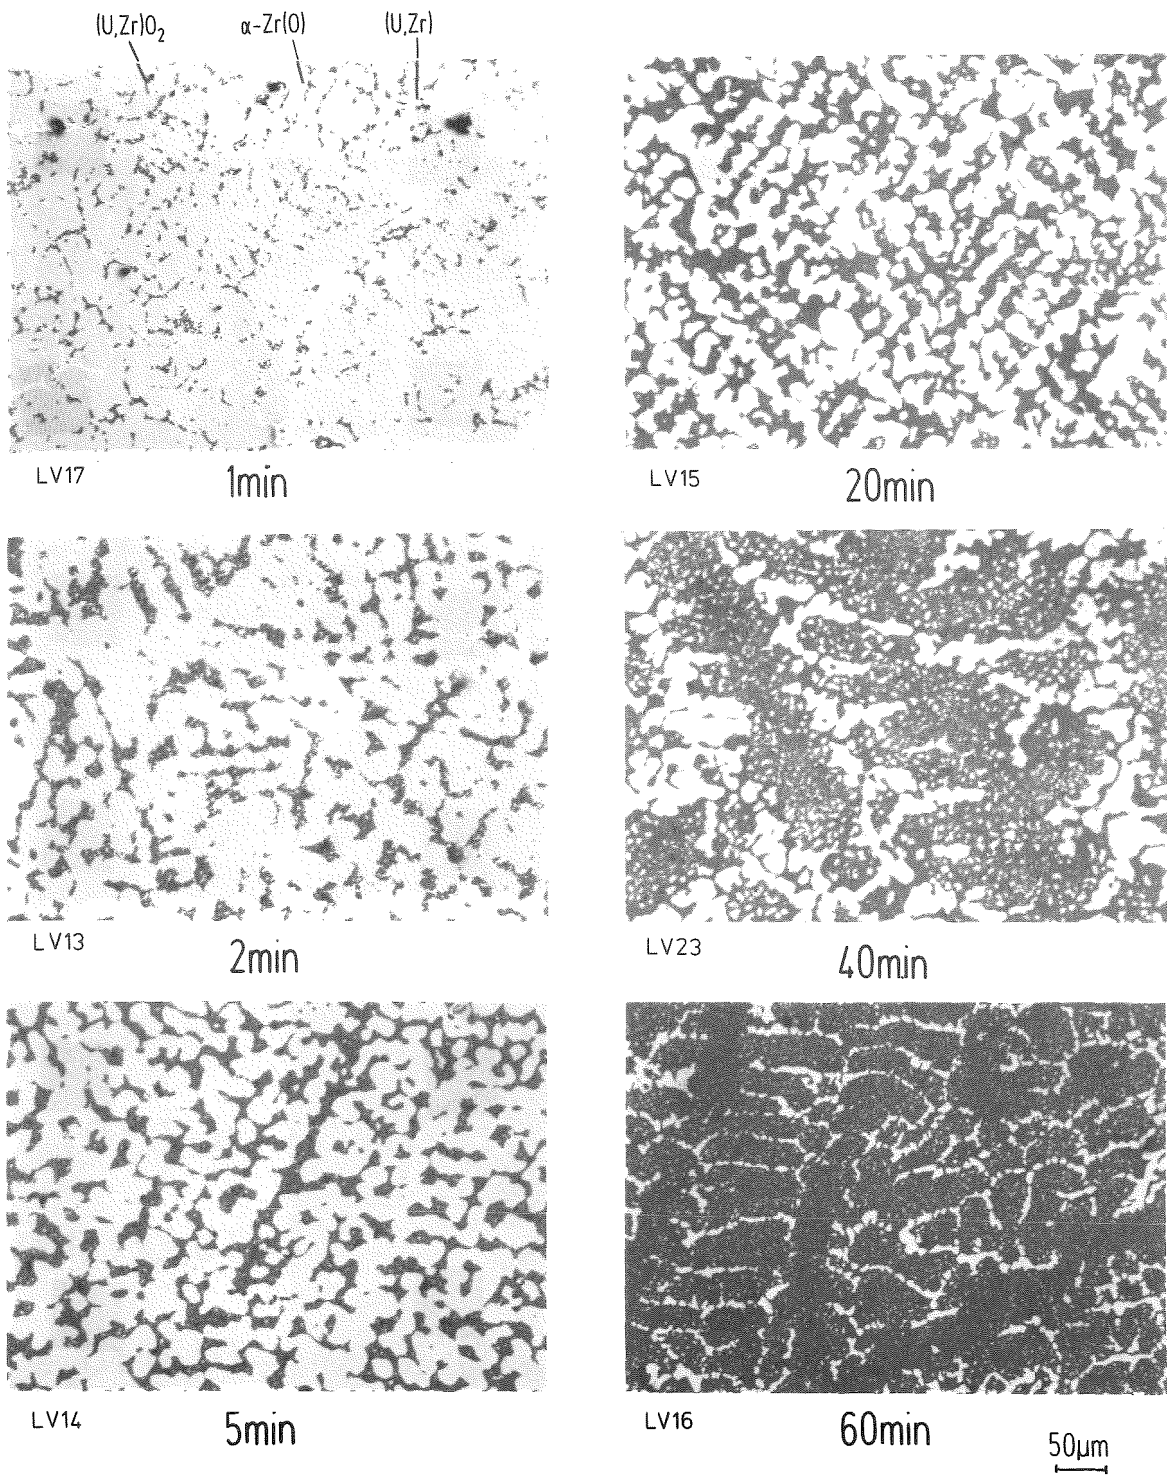 (U,Zr)O₂ α-Zr(O) (U,Zr)
LV17 1min
LV15 20min
LV13 2min
LV23 40min
LV14 5min
LV16 60min
50µm